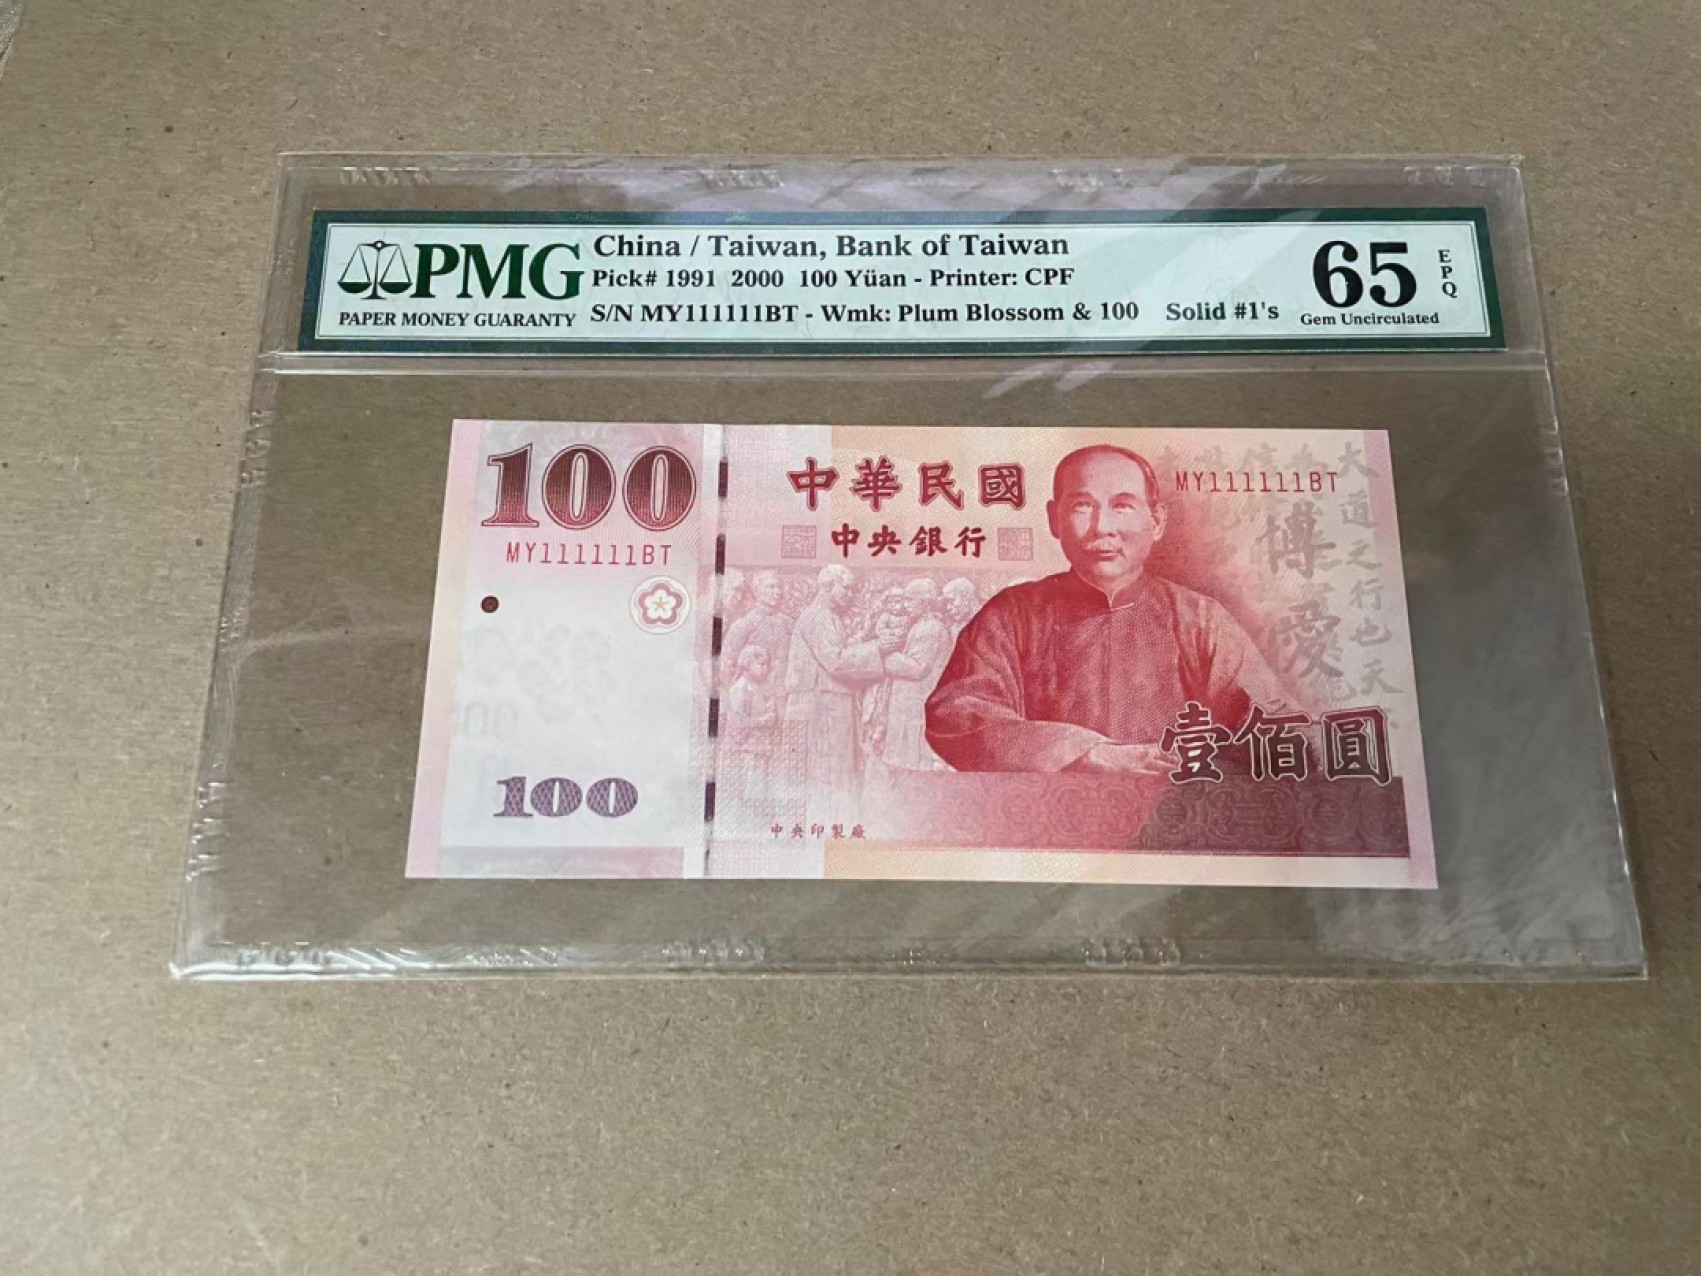 PMG
PAPER MONEY GUARANTY
China / Taiwan, Bank of Taiwan
Pick# 1991 2000 100 Yüan - Printer: CPF
S/N MY111111BT - Wmk: Plum Blossom & 100 Solid #1's
65
EPQ
Gem Uncirculated
100
中華民國
MY111111BT
中央銀行
MY111111BT
博愛
大道之行也天
壹佰圓
100
中央印製廠